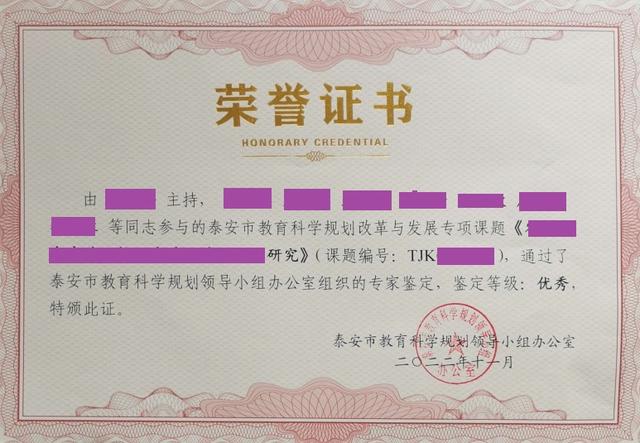 荣誉证书
HONORARY CREDENTIAL
由 主持，
等同志参与的泰安市教育科学规划改革与发展专项课题《
研究》（课题编号：TJK ），通过了
泰安市教育科学规划领导小组办公室组织的专家鉴定，鉴定等级：优秀，
特颁此证。
泰安市教育科学规划领导小组办公室
二〇二二年十一月
办公室